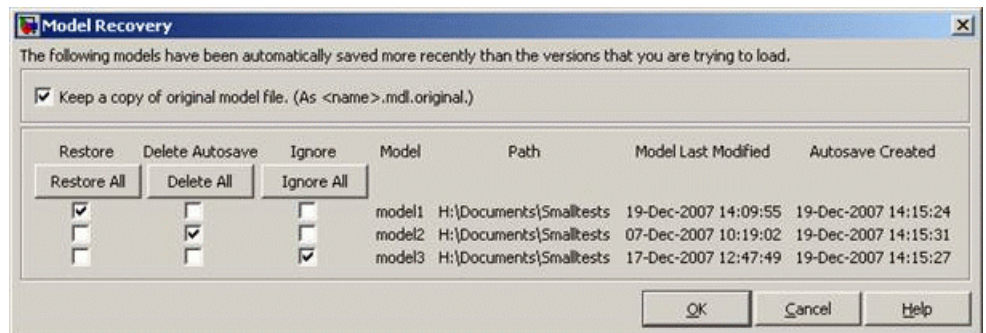 Model Recovery
The following models have been automatically saved more recently than the versions that you are trying to load.
Keep a copy of original model file. (As <name>.mdl.original.)
Restore Delete Autosave Ignore Model Path Model Last Modified Autosave Created
Restore All Delete All Ignore All
model1 H:\Documents\Smalltests 19-Dec-2007 14:09:55 19-Dec-2007 14:15:24
model2 H:\Documents\Smalltests 07-Dec-2007 10:19:02 19-Dec-2007 14:15:31
model3 H:\Documents\Smalltests 17-Dec-2007 12:47:49 19-Dec-2007 14:15:27
OK Cancel Help